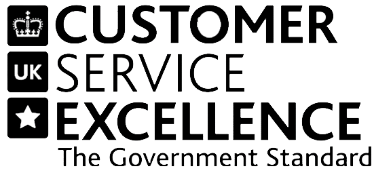 CUSTOMER
UK SERVICE
EXCELLENCE
The Government Standard